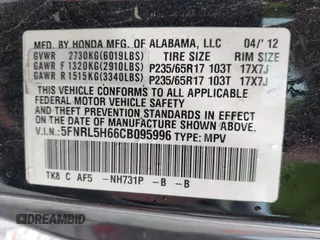 MFD. BY HONDA MFG. OF ALABAMA, LLC 04/'12
GVWR 2730KG(6019LBS) TIRE SIZE RIM SIZE
GAWR F 1320KG(2910LBS) P235/65R17 103T 17X7J
GAWR R 1515KG(3340LBS) P235/65R17 103T 17X7J
THIS VEHICLE CONFORMS TO ALL APPLICABLE
FEDERAL MOTOR VEHICLE SAFETY AND THEFT
PREVENTION STANDARDS IN EFFECT ON THE
DATE OF MANUFACTURE SHOWN ABOVE.
V.I.N.: 5FNRL5H66CB095996 TYPE: MPV
TK8 C AF5 -NH731P -B -B
DREAMBID